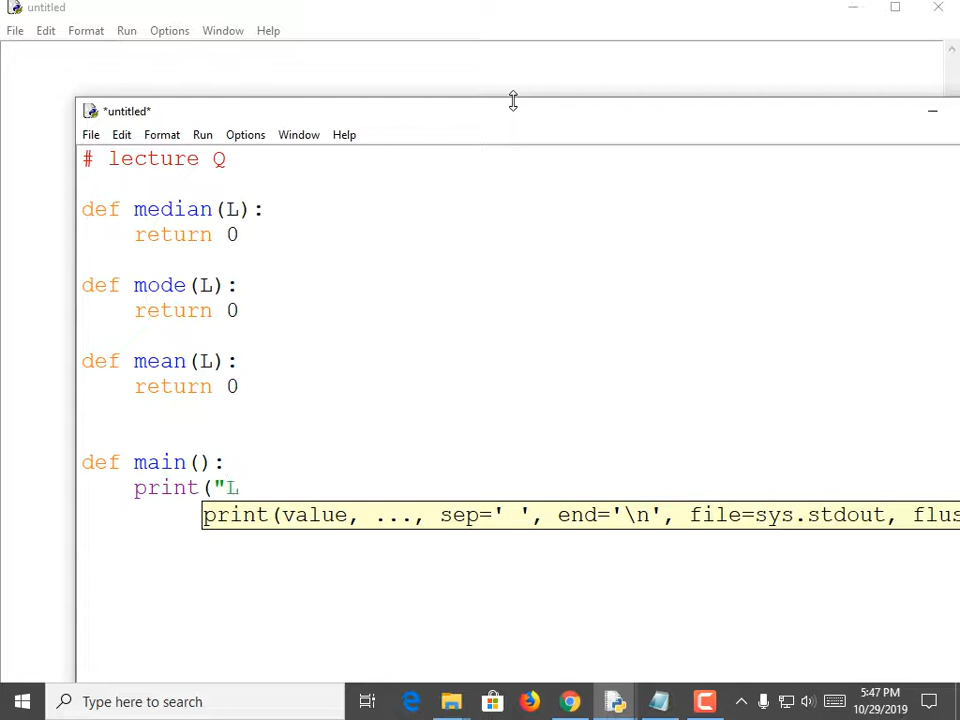 untitled
File Edit Format Run Options Window Help
*untitled*
File Edit Format Run Options Window Help
# lecture Q
def median(L):
    return 0
def mode(L):
    return 0
def mean(L):
    return 0
def main():
    print("L
print(value, ..., sep=' ', end='\n', file=sys.stdout, flus
Type here to search
5:47 PM
10/29/2019